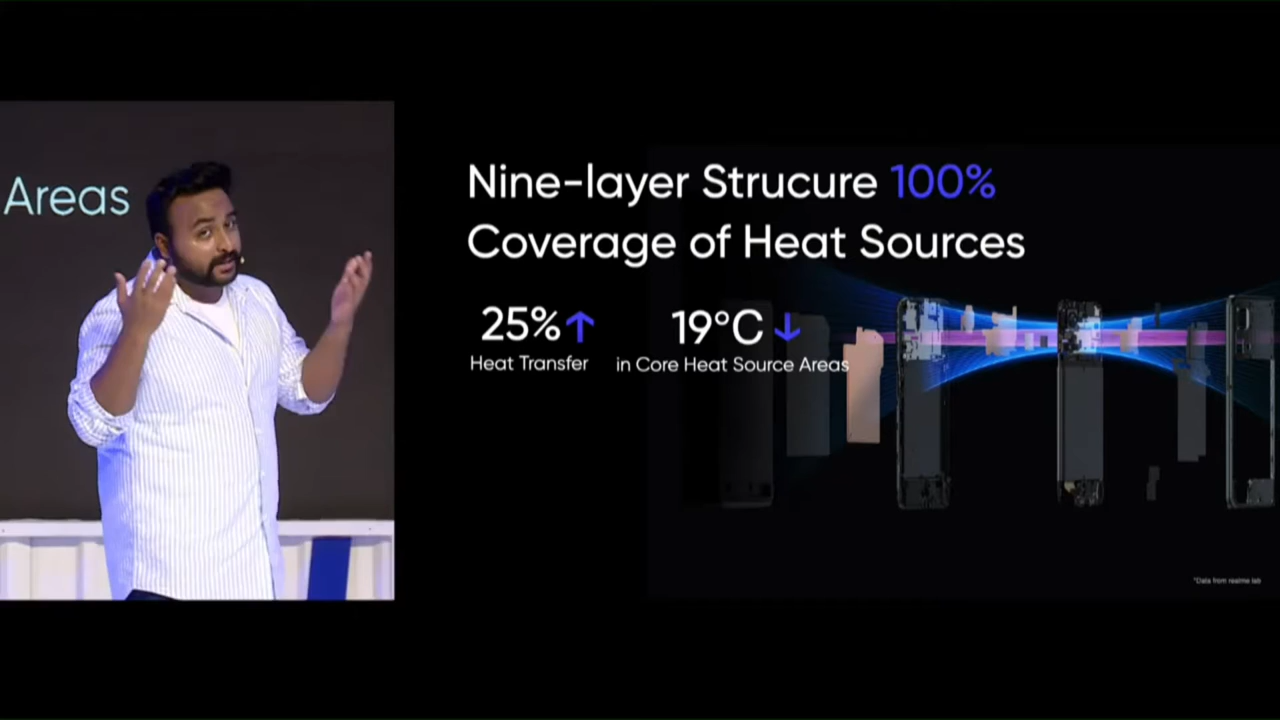 Areas
Nine-layer Strucure 100%
Coverage of Heat Sources
25%↑
Heat Transfer
19°C↓
in Core Heat Source Areas
*Data from realme lab